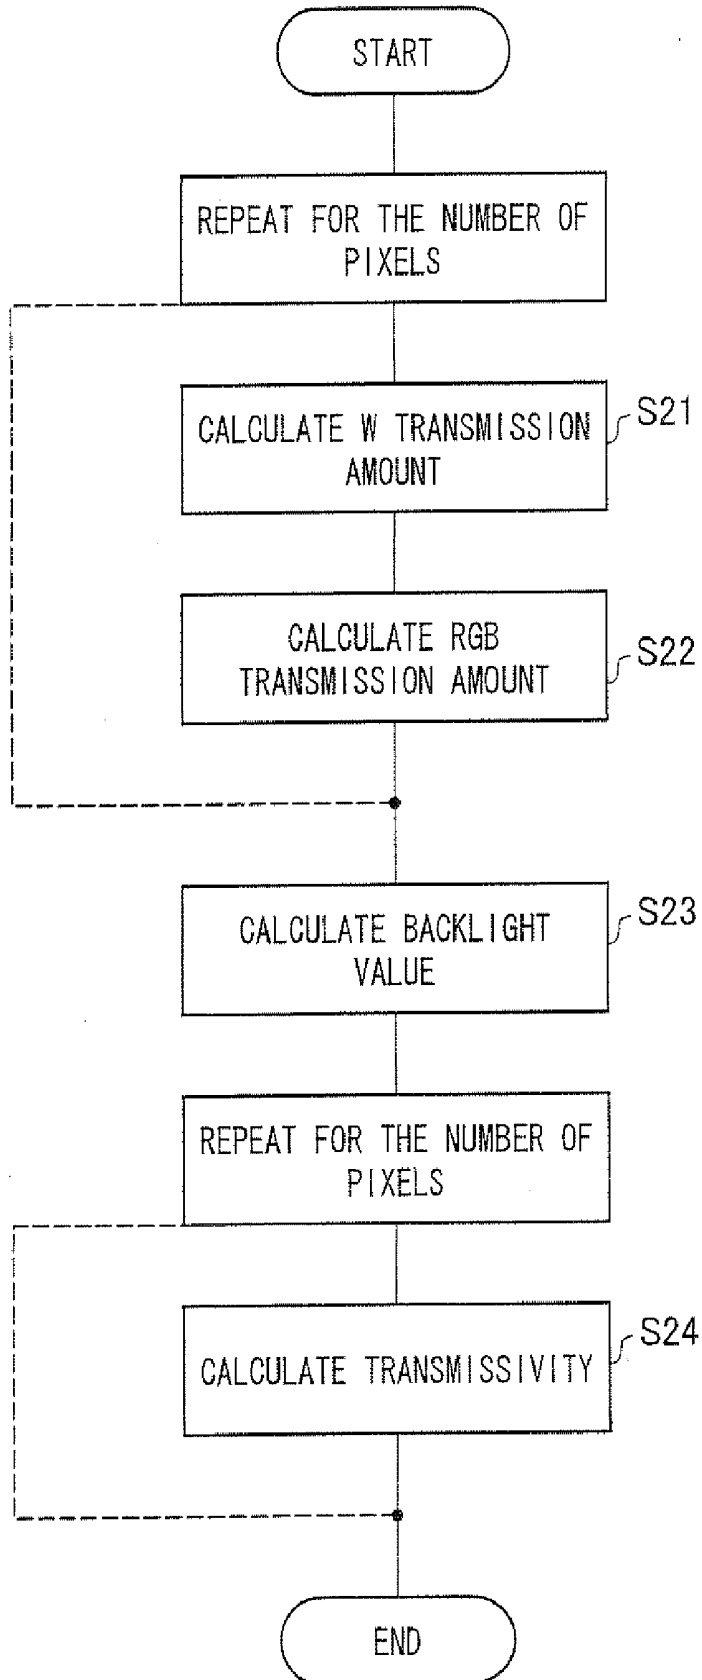 START
REPEAT FOR THE NUMBER OF
PIXELS
CALCULATE W TRANSMISSION
AMOUNT
S21
CALCULATE RGB
TRANSMISSION AMOUNT
S22
CALCULATE BACKLIGHT
VALUE
S23
REPEAT FOR THE NUMBER OF
PIXELS
CALCULATE TRANSMISSIVITY
S24
END